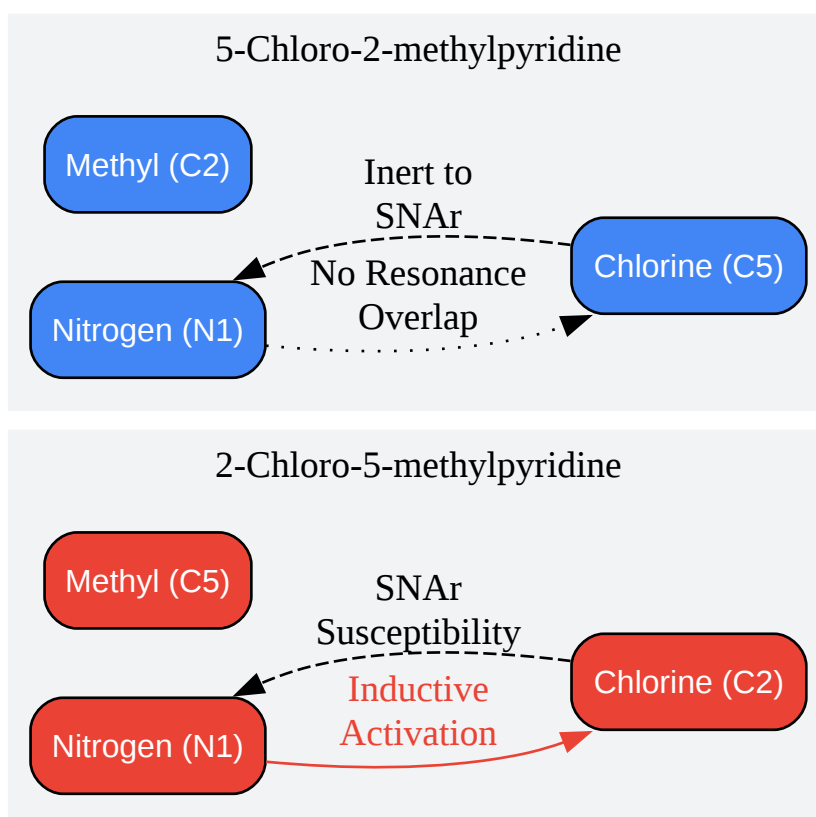 5-Chloro-2-methylpyridine
Methyl (C2)
Inert to
SNAr
Chlorine (C5)
No Resonance
Overlap
Nitrogen (N1)
2-Chloro-5-methylpyridine
Methyl (C5)
SNAr
Susceptibility
Chlorine (C2)
Inductive
Activation
Nitrogen (N1)